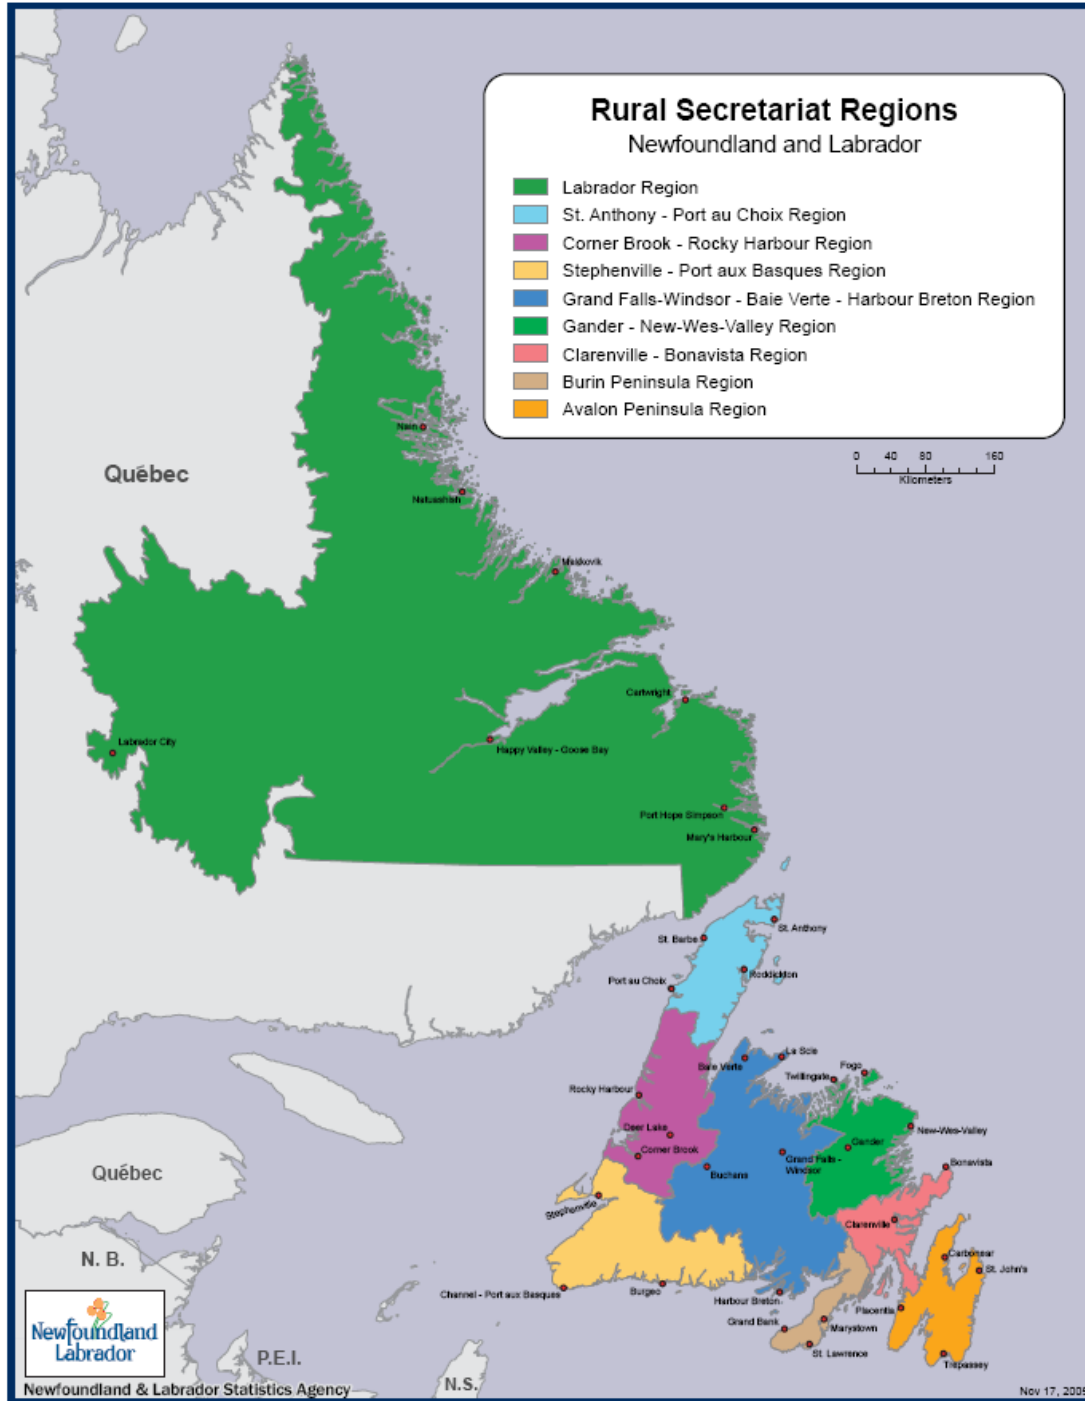 Rural Secretariat Regions
Newfoundland and Labrador
Labrador Region
St. Anthony - Port au Choix Region
Corner Brook - Rocky Harbour Region
Stephenville - Port aux Basques Region
Grand Falls-Windsor - Baie Verte - Harbour Breton Region
Gander - New-Wes-Valley Region
Clarenville - Bonavista Region
Burin Peninsula Region
Avalon Peninsula Region
0 40 80 160
Kilometers
Nain
Québec
Natuashish
Makkovik
Cartwright
Labrador City
Happy Valley - Goose Bay
Port Hope Simpson
Mary's Harbour
St. Anthony
St. Barbe
Roddickton
Port au Choix
La Scie
Baie Verte
Fogo
Twillingate
Rocky Harbour
New-Wes-Valley
Deer Lake
Gander
Corner Brook
Grand Falls -
Windsor
Bonavista
Buchans
Québec
Stephenville
Clarenville
Carbonear
N. B.
St. John's
Channel - Port aux Basques
Burgeo
Harbour Breton
Placentia
Grand Bank
Marystown
St. Lawrence
Trepassey
Newfoundland
Labrador
P.E.I.
N.S.
Newfoundland & Labrador Statistics Agency
Nov 17, 2005